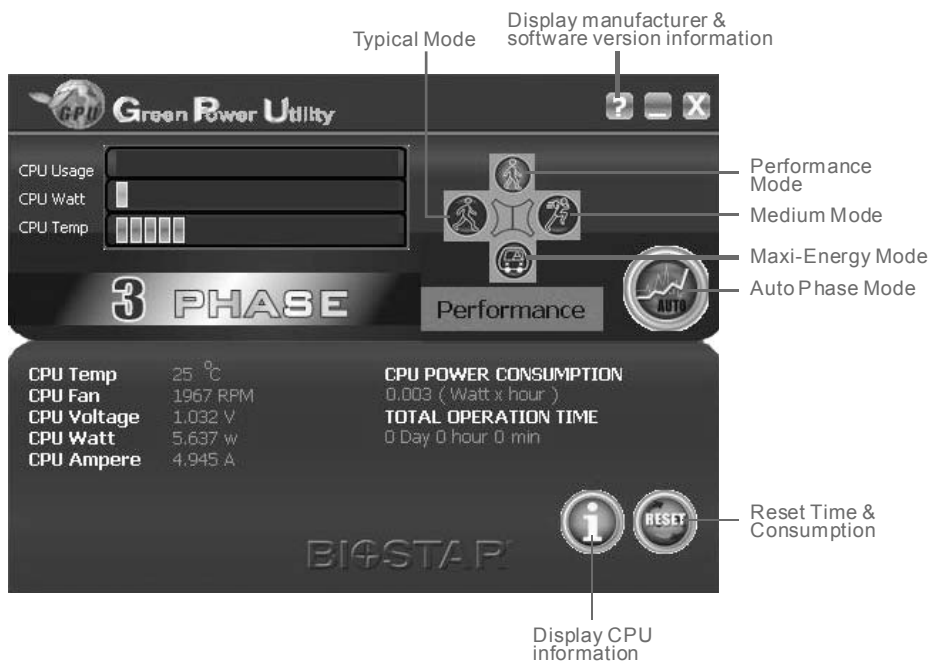 Display manufacturer &
software version information
Typical Mode
GPU
Green Power Utility
?
_
X
CPU Usage
CPU Watt
CPU Temp
Performance
Mode
Medium Mode
Maxi-Energy Mode
Auto Phase Mode
AUTO
3 PHASE
Performance
CPU Temp 25 °C
CPU Fan 1967 RPM
CPU Voltage 1.032 V
CPU Watt 5.637 w
CPU Ampere 4.945 A
CPU POWER CONSUMPTION
0.003 ( Watt x hour )
TOTAL OPERATION TIME
0 Day 0 hour 0 min
i
RESET
Reset Time &
Consumption
BIOSTAR
Display CPU
information